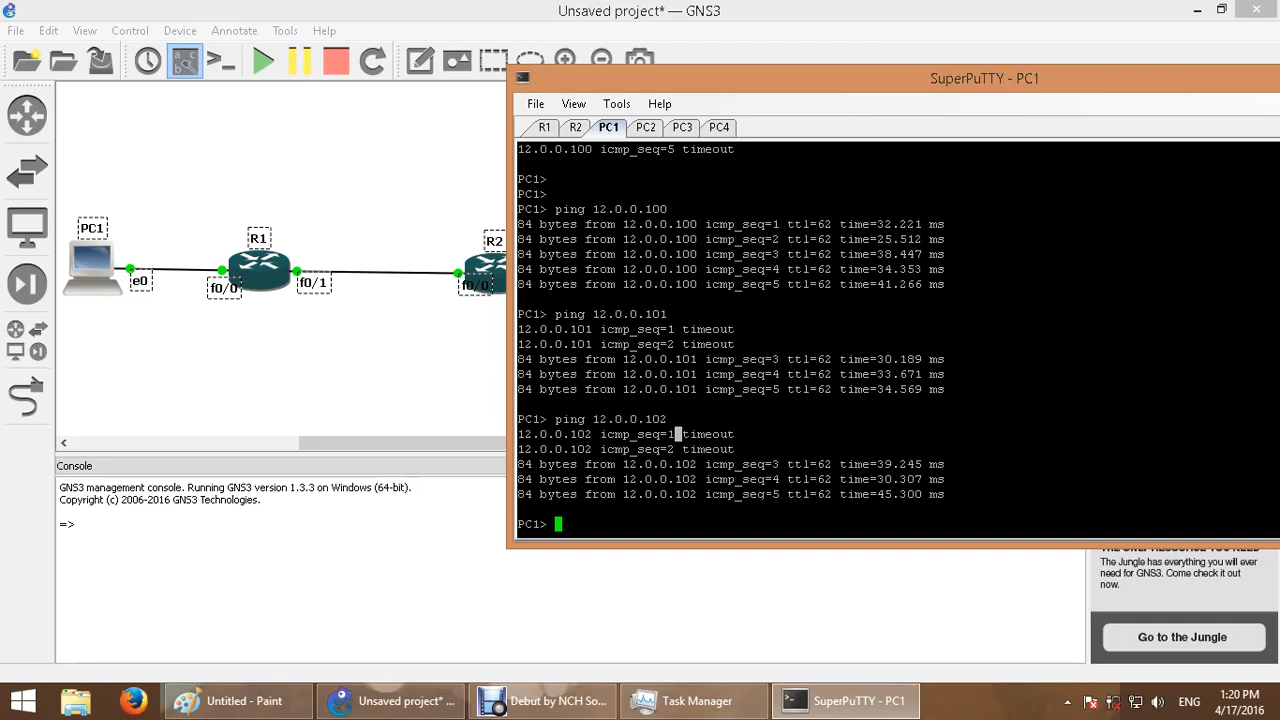 Unsaved project* — GNS3
File Edit View Control Device Annotate Tools Help
SuperPuTTY - PC1
File View Tools Help
R1 R2 PC1 PC2 PC3 PC4
12.0.0.100 icmp_seq=5 timeout
PC1>
PC1>
PC1> ping 12.0.0.100
84 bytes from 12.0.0.100 icmp_seq=1 ttl=62 time=32.221 ms
84 bytes from 12.0.0.100 icmp_seq=2 ttl=62 time=25.512 ms
84 bytes from 12.0.0.100 icmp_seq=3 ttl=62 time=38.447 ms
84 bytes from 12.0.0.100 icmp_seq=4 ttl=62 time=34.353 ms
84 bytes from 12.0.0.100 icmp_seq=5 ttl=62 time=41.266 ms
PC1> ping 12.0.0.101
12.0.0.101 icmp_seq=1 timeout
12.0.0.101 icmp_seq=2 timeout
84 bytes from 12.0.0.101 icmp_seq=3 ttl=62 time=30.189 ms
84 bytes from 12.0.0.101 icmp_seq=4 ttl=62 time=33.671 ms
84 bytes from 12.0.0.101 icmp_seq=5 ttl=62 time=34.569 ms
PC1> ping 12.0.0.102
12.0.0.102 icmp_seq=1 timeout
12.0.0.102 icmp_seq=2 timeout
84 bytes from 12.0.0.102 icmp_seq=3 ttl=62 time=39.245 ms
84 bytes from 12.0.0.102 icmp_seq=4 ttl=62 time=30.307 ms
84 bytes from 12.0.0.102 icmp_seq=5 ttl=62 time=45.300 ms
PC1>
PC1
R1
R2
e0
f0/0
f0/1
f0/0
Console
GNS3 management console. Running GNS3 version 1.3.3 on Windows (64-bit).
Copyright (c) 2006-2016 GNS3 Technologies.
=>
THE ONLY RESOURCE YOU NEED
The Jungle has everything you will ever
need for GNS3. Come check it out
now.
Go to the Jungle
Untitled - Paint
Unsaved project* ...
Debut by NCH So...
Task Manager
SuperPuTTY - PC1
ENG
1:20 PM
4/17/2016